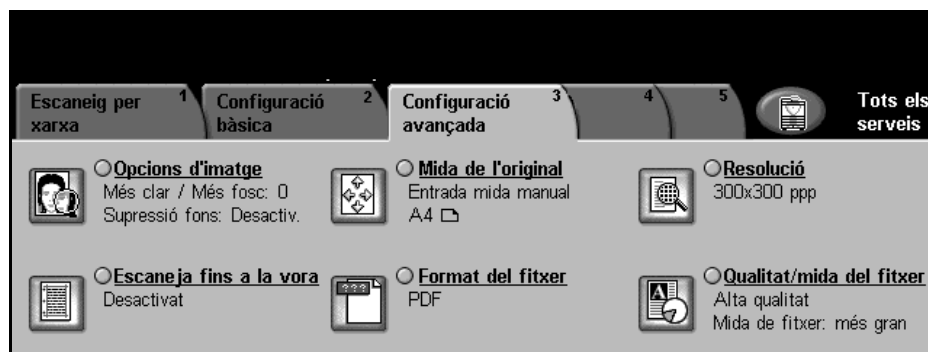 Escaneig per xarxa 1
Configuració bàsica 2
Configuració avançada 3
4
5
Tots els serveis
Opcions d'imatge
Més clar / Més fosc: 0
Supressió fons: Desactiv.
Mida de l'original
Entrada mida manual
A4
Resolució
300x300 ppp
Escaneja fins a la vora
Desactivat
???
Format del fitxer
PDF
A
Qualitat/mida del fitxer
Alta qualitat
Mida de fitxer: més gran